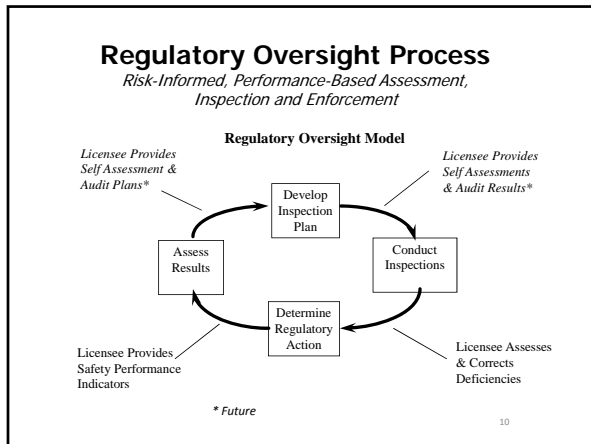 Regulatory Oversight Process
Risk-Informed, Performance-Based Assessment,
Inspection and Enforcement
Regulatory Oversight Model
Licensee Provides
Self Assessment &
Audit Plans*
Licensee Provides
Self Assessments
& Audit Results*
Develop
Inspection
Plan
Assess
Results
Conduct
Inspections
Determine
Regulatory
Action
Licensee Provides
Safety Performance
Indicators
Licensee Assesses
& Corrects
Deficiencies
* Future
10